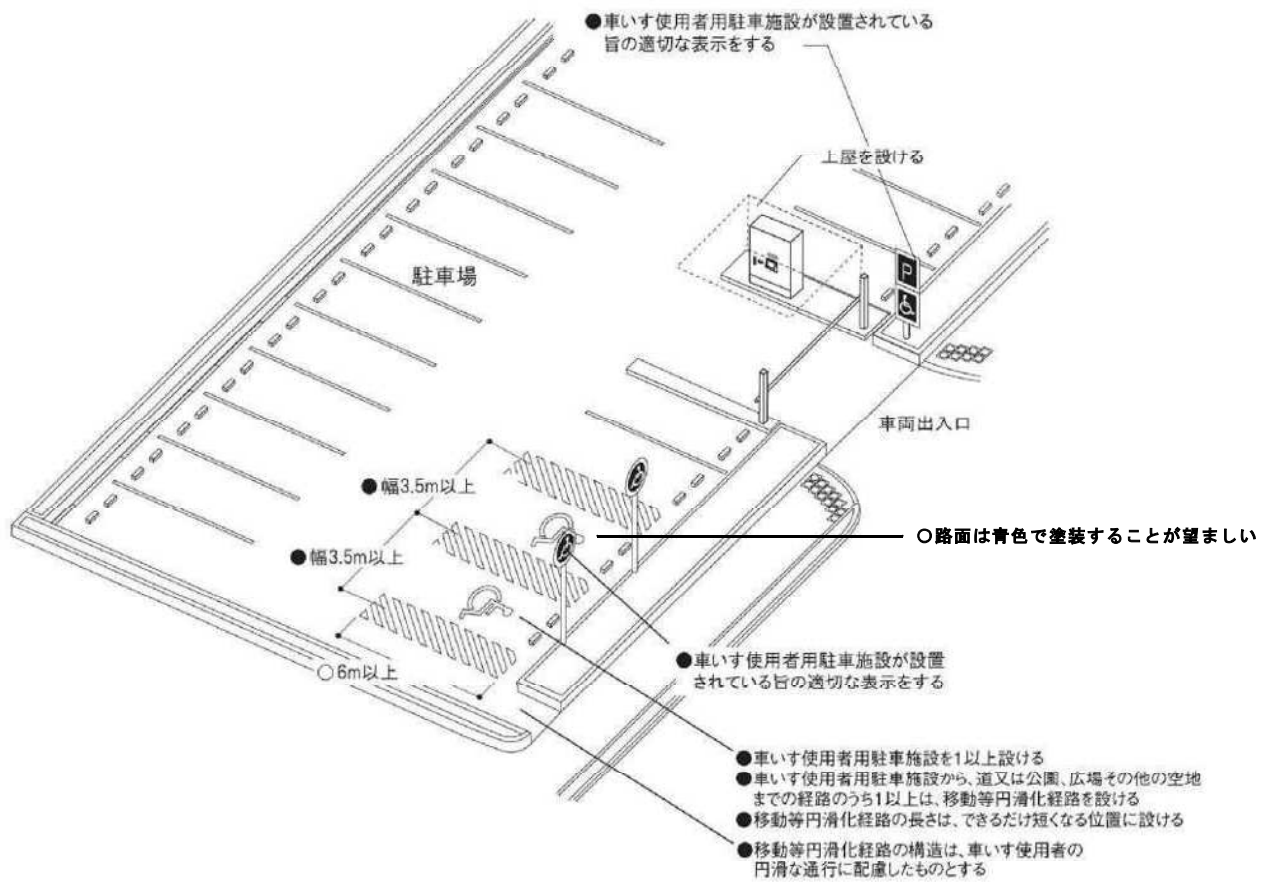 ●車いす使用者用駐車施設が設置されている
旨の適切な表示をする
上屋を設ける
駐車場
P
車両出入口
●幅3.5m以上
○路面は青色で塗装することが望ましい
●幅3.5m以上
○6m以上
●車いす使用者用駐車施設が設置
されている旨の適切な表示をする
●車いす使用者用駐車施設を1以上設ける
●車いす使用者用駐車施設から、道又は公園、広場その他の空地
までの経路のうち1以上は、移動等円滑化経路を設ける
●移動等円滑化経路の長さは、できるだけ短くなる位置に設ける
●移動等円滑化経路の構造は、車いす使用者の
円滑な通行に配慮したものとする